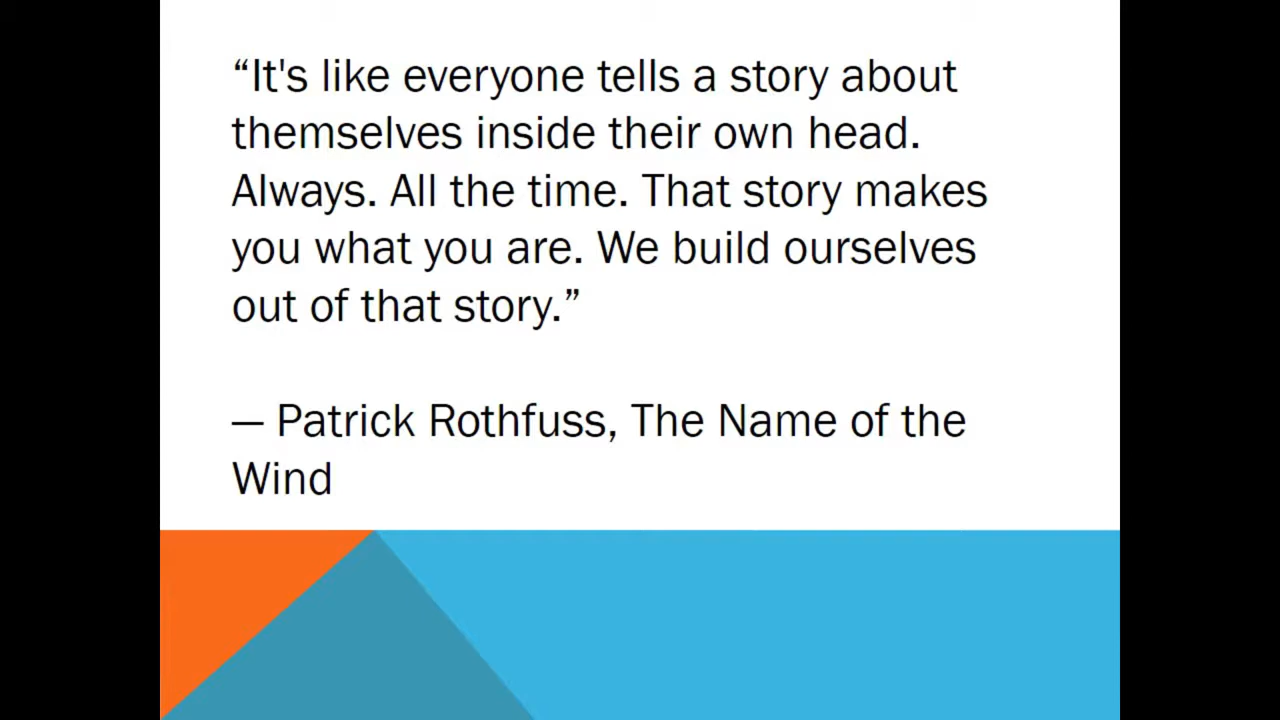 “It's like everyone tells a story about
themselves inside their own head.
Always. All the time. That story makes
you what you are. We build ourselves
out of that story.”
— Patrick Rothfuss, The Name of the
Wind